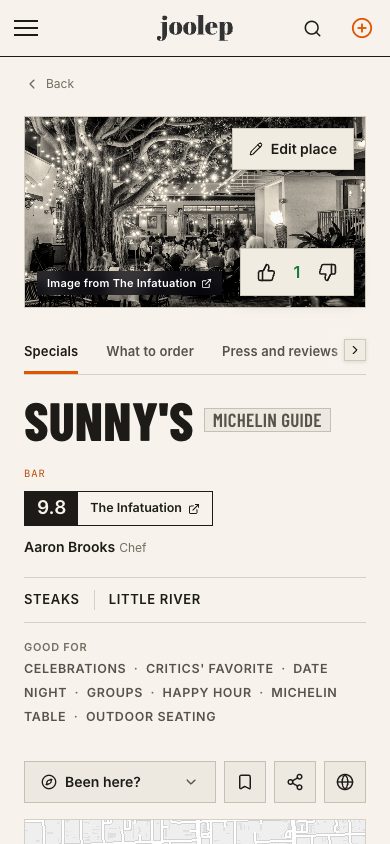 joolep
Back
Edit place
Image from The Infatuation
1
Specials
What to order
Press and reviews
SUNNY'S
MICHELIN GUIDE
BAR
9.8
The Infatuation
Aaron Brooks Chef
STEAKS
LITTLE RIVER
GOOD FOR
CELEBRATIONS · CRITICS' FAVORITE · DATE
NIGHT · GROUPS · HAPPY HOUR · MICHELIN
TABLE · OUTDOOR SEATING
Been here?